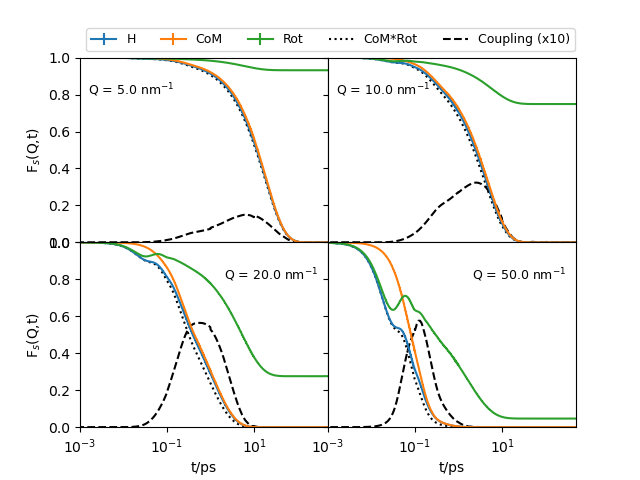 H CoM Rot CoM*Rot Coupling (x10)
1.0
0.8
0.6
0.4
0.2
0.0
F$_s$(Q,t)
Q = 5.0 nm⁻¹
Q = 10.0 nm⁻¹
1.0
0.8
0.6
0.4
0.2
0.0
F$_s$(Q,t)
Q = 20.0 nm⁻¹
Q = 50.0 nm⁻¹
10⁻³ 10⁻¹ 10¹ 10⁻³ 10⁻¹ 10¹
t/ps t/ps